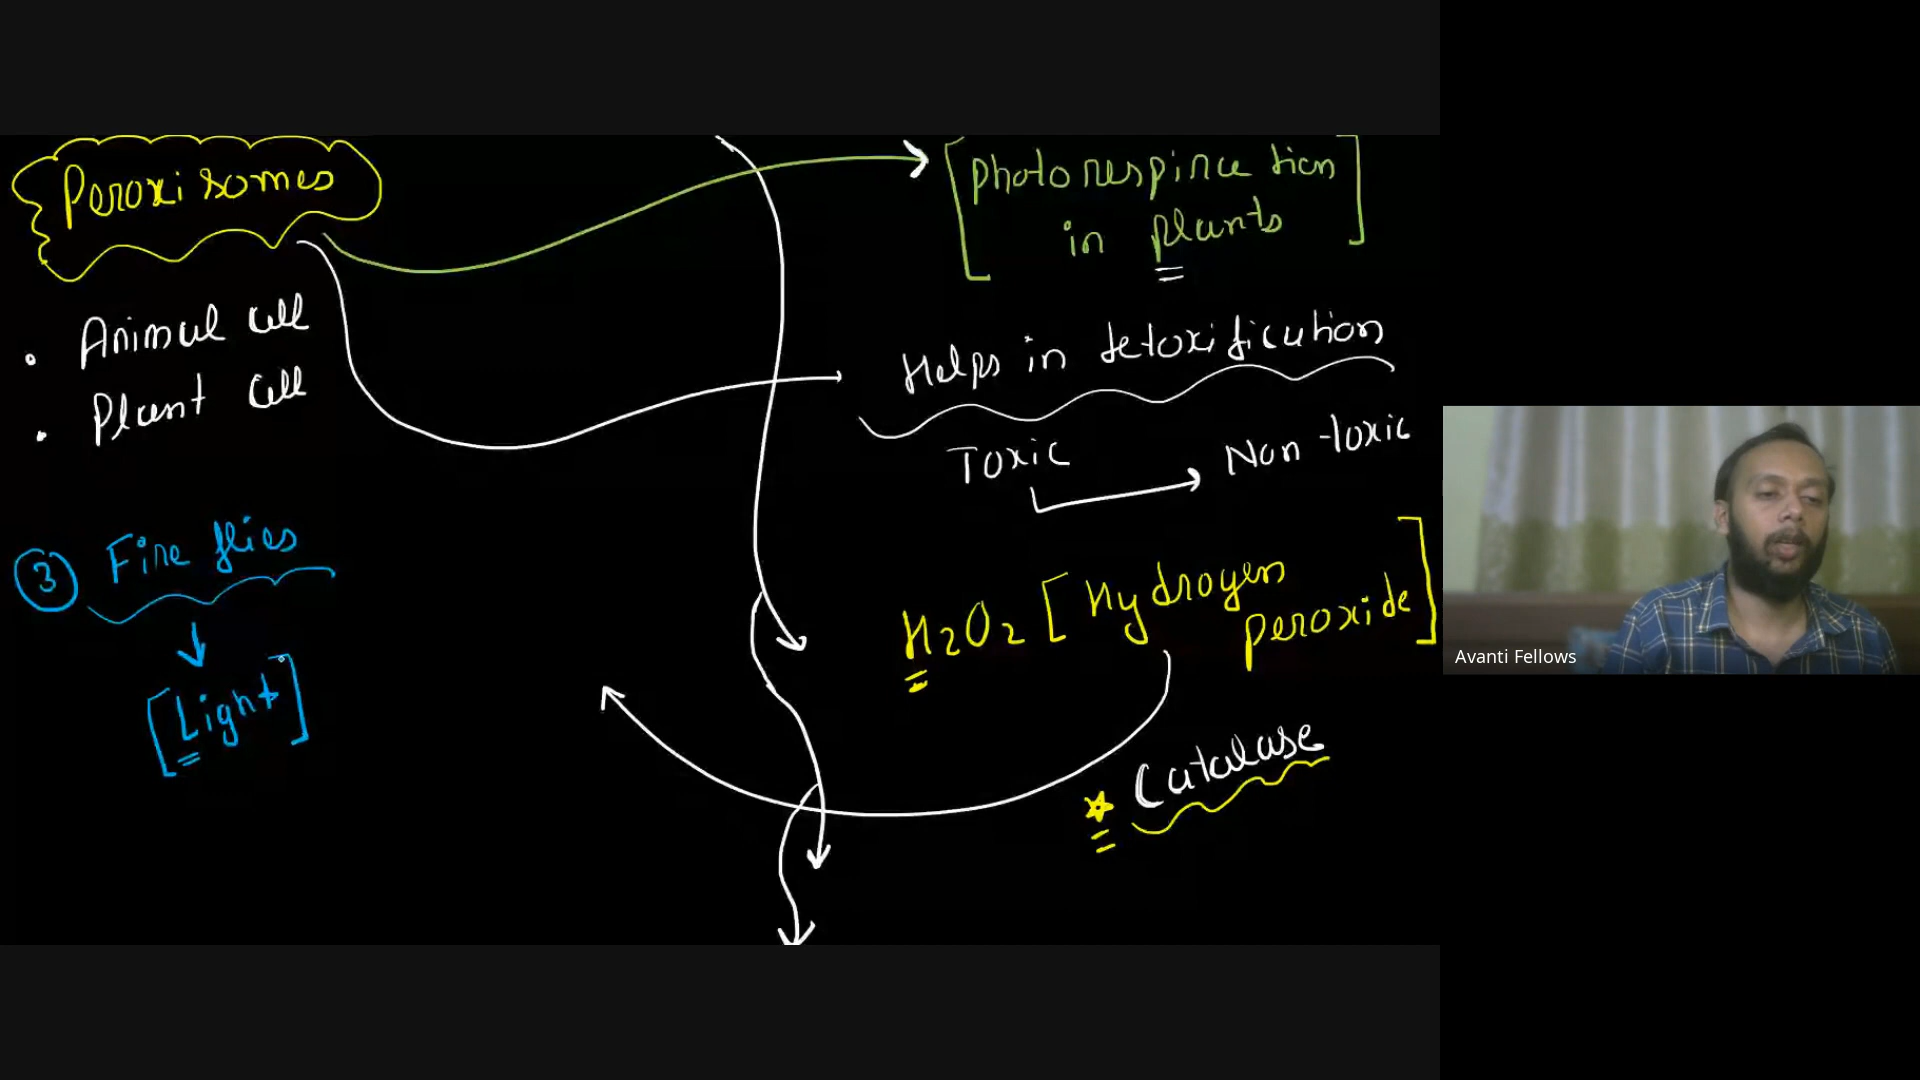 Peroxisomes
• Animal cell
• Plant cell
3 Fire flies
[Light]
[Photorespiration
in plants]
Helps in detoxification
Toxic → Non-toxic
H2O2 [Hydrogen
peroxide]
* Catalase
Avanti Fellows